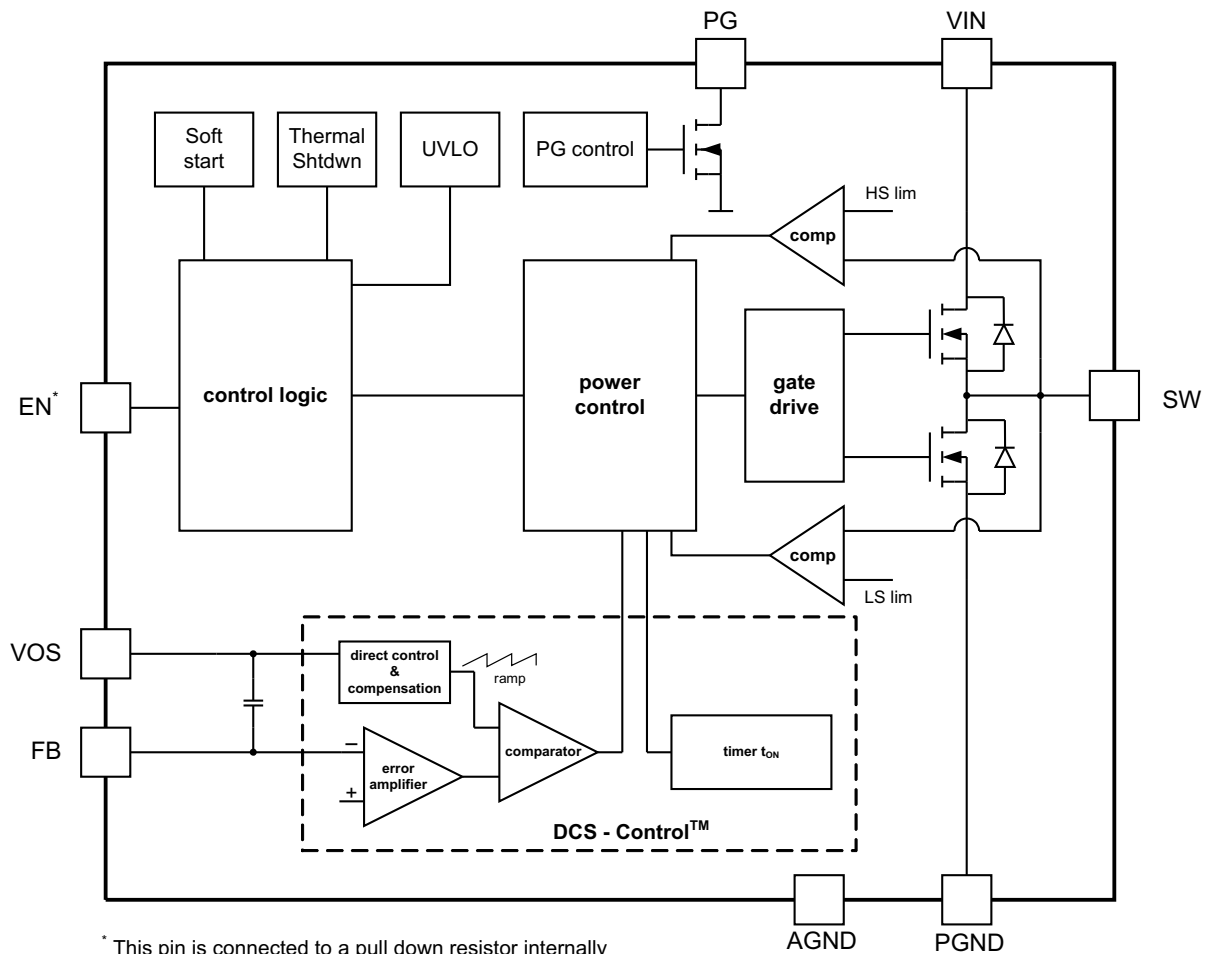 PG
VIN
Soft
start
Thermal
Shtdwn
UVLO
PG control
HS lim
comp
control logic
power
control
gate
drive
EN*
SW
comp
LS lim
VOS
direct control
&
compensation
ramp
FB
−
+
error
amplifier
comparator
timer tON
DCS - Control™
AGND
PGND
* This pin is connected to a pull down resistor internally